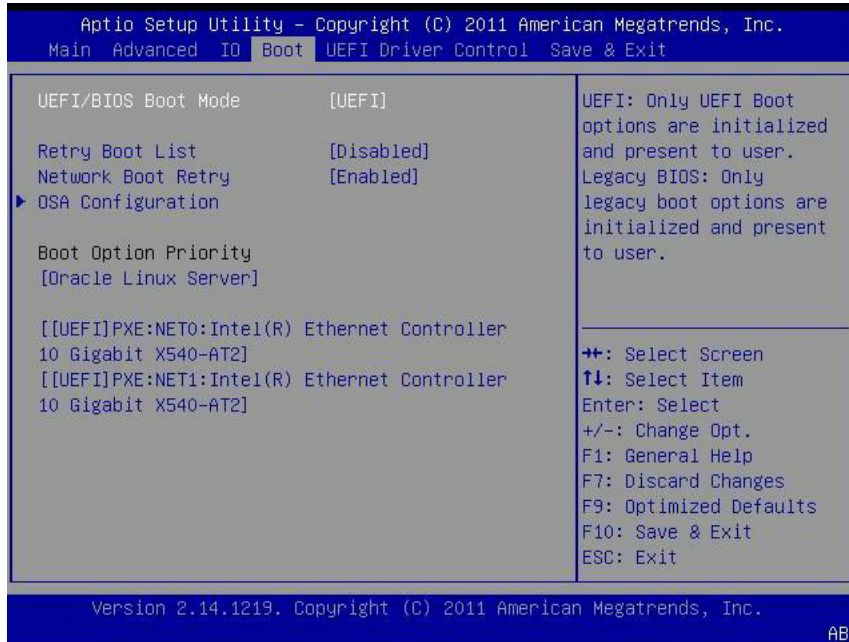 Aptio Setup Utility – Copyright (C) 2011 American Megatrends, Inc.
Main Advanced IO Boot UEFI Driver Control Save & Exit
UEFI/BIOS Boot Mode [UEFI]
Retry Boot List [Disabled]
Network Boot Retry [Enabled]
OSA Configuration
Boot Option Priority
[Oracle Linux Server]
[[UEFI]PXE:NET0:Intel(R) Ethernet Controller
10 Gigabit X540-AT2]
[[UEFI]PXE:NET1:Intel(R) Ethernet Controller
10 Gigabit X540-AT2]
UEFI: Only UEFI Boot
options are initialized
and present to user.
Legacy BIOS: Only
legacy boot options are
initialized and present
to user.
→←: Select Screen
↑↓: Select Item
Enter: Select
+/-: Change Opt.
F1: General Help
F7: Discard Changes
F9: Optimized Defaults
F10: Save & Exit
ESC: Exit
Version 2.14.1219. Copyright (C) 2011 American Megatrends, Inc.
AB